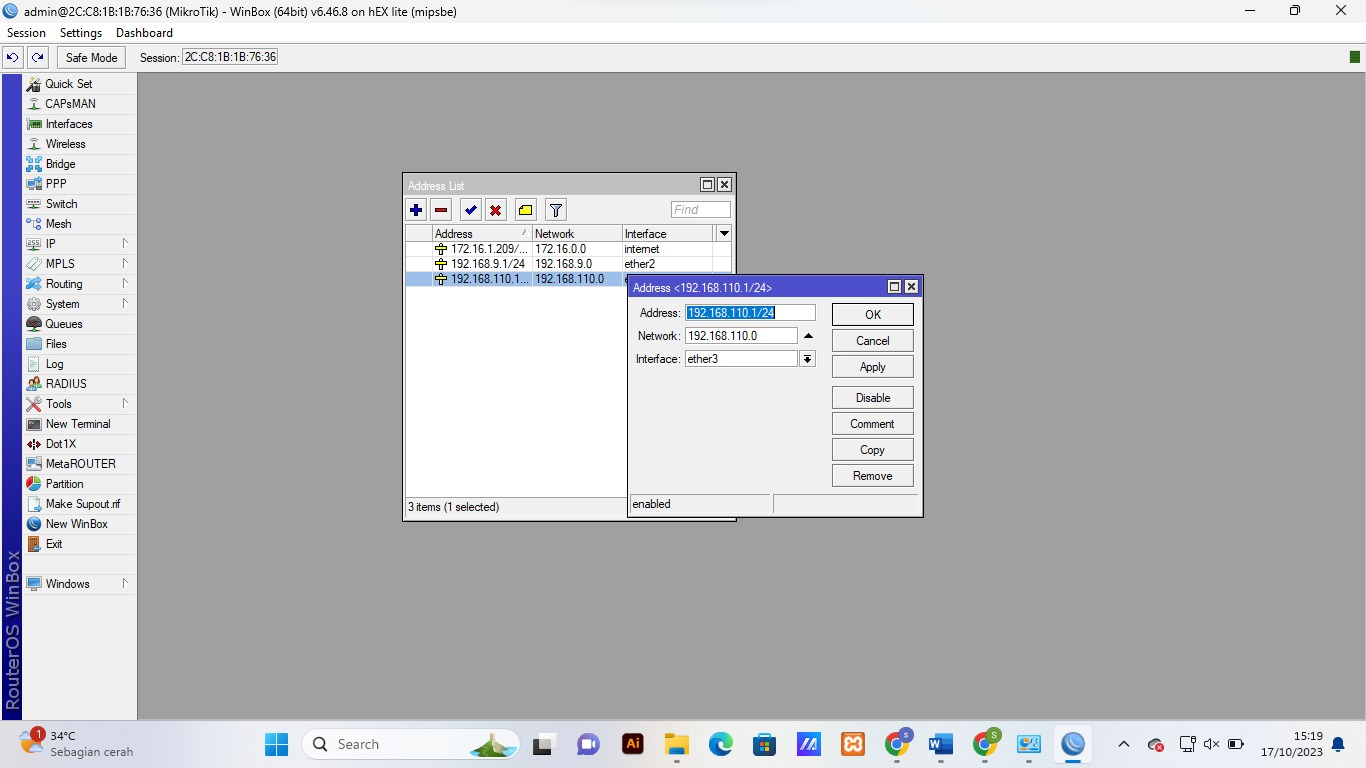 admin@2C:C8:1B:1B:76:36 (MikroTik) - WinBox (64bit) v6.46.8 on hEX lite (mipsbe)
Session Settings Dashboard
Safe Mode Session: 2C:C8:1B:1B:76:36
Quick Set
CAPsMAN
Interfaces
Wireless
Bridge
PPP
Switch
Mesh
IP
MPLS
Routing
System
Queues
Files
Log
RADIUS
Tools
New Terminal
Dot1X
MetaROUTER
Partition
Make Supout.rif
New WinBox
Exit
Windows
RouterOS WinBox
Address List
Find
Address Network Interface
172.16.1.209/... 172.16.0.0 internet
192.168.9.1/24 192.168.9.0 ether2
192.168.110.1... 192.168.110.0
3 items (1 selected)
Address <192.168.110.1/24>
Address: 192.168.110.1/24
Network: 192.168.110.0
Interface: ether3
OK
Cancel
Apply
Disable
Comment
Copy
Remove
enabled
1
34°C
Sebagian cerah
Search
Ai
S
W
S
15:19
17/10/2023